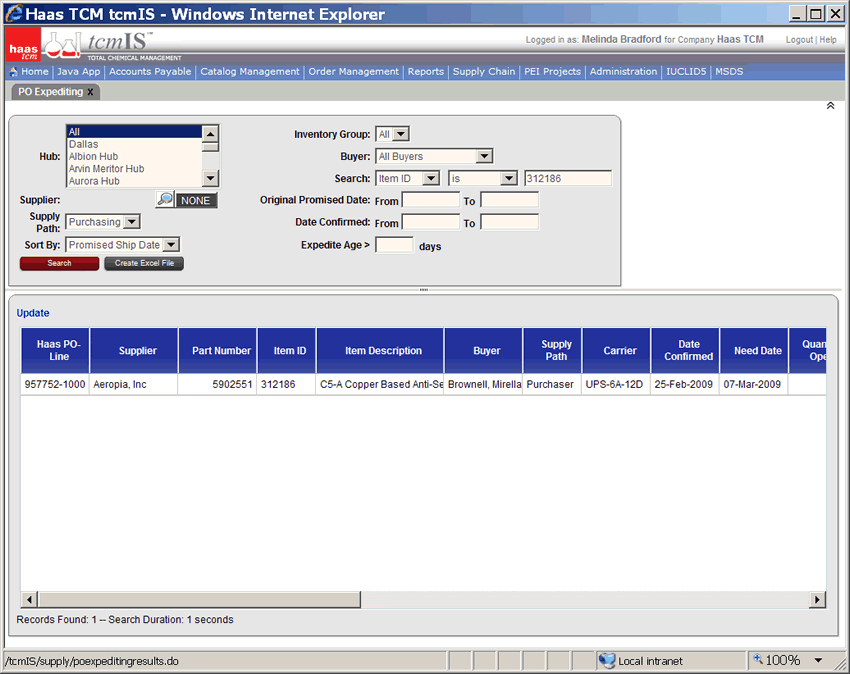 Haas TCM tcmIS - Windows Internet Explorer
haas tcm
tcmIS™
TOTAL CHEMICAL MANAGEMENT
Logged in as: Melinda Bradford for Company Haas TCM Logout | Help
Home | Java App | Accounts Payable | Catalog Management | Order Management | Reports | Supply Chain | PEI Projects | Administration | IUCLID5 | MSDS
PO Expediting x
Hub:
All
Dallas
Albion Hub
Arvin Meritor Hub
Aurora Hub
Supplier: NONE
Supply Path: Purchasing
Sort By: Promised Ship Date
Search Create Excel File
Inventory Group: All
Buyer: All Buyers
Search: Item ID is 312186
Original Promised Date: From To
Date Confirmed: From To
Expedite Age > days
Update
Haas PO-Line Supplier Part Number Item ID Item Description Buyer Supply Path Carrier Date Confirmed Need Date Quan Ope
957752-1000 Aeropia, Inc 5902551 312186 C5-A Copper Based Anti-Se Brownell, Mirella Purchaser UPS-6A-12D 25-Feb-2009 07-Mar-2009
Records Found: 1 -- Search Duration: 1 seconds
/tcmIS/supply/poexpeditingresults.do Local intranet 100%